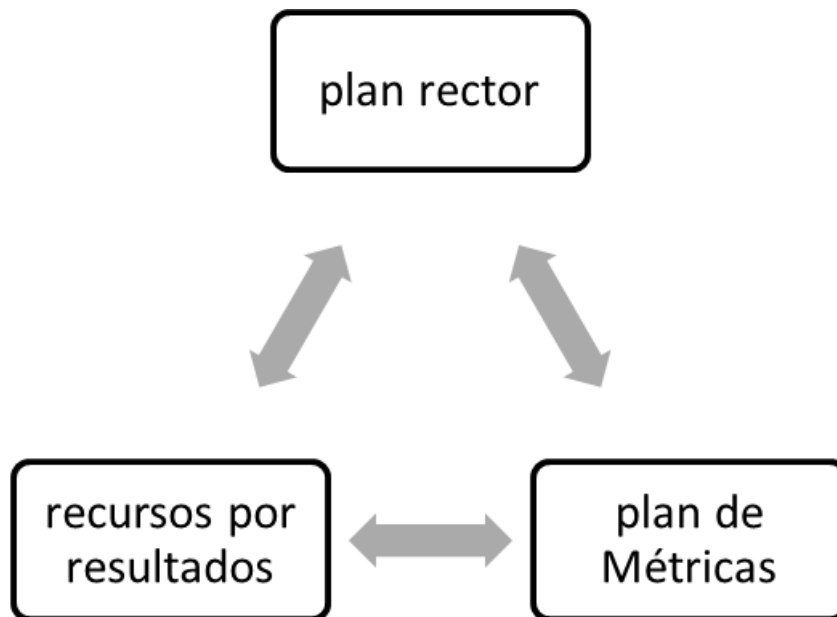 plan rector
recursos por
resultados
plan de
Métricas